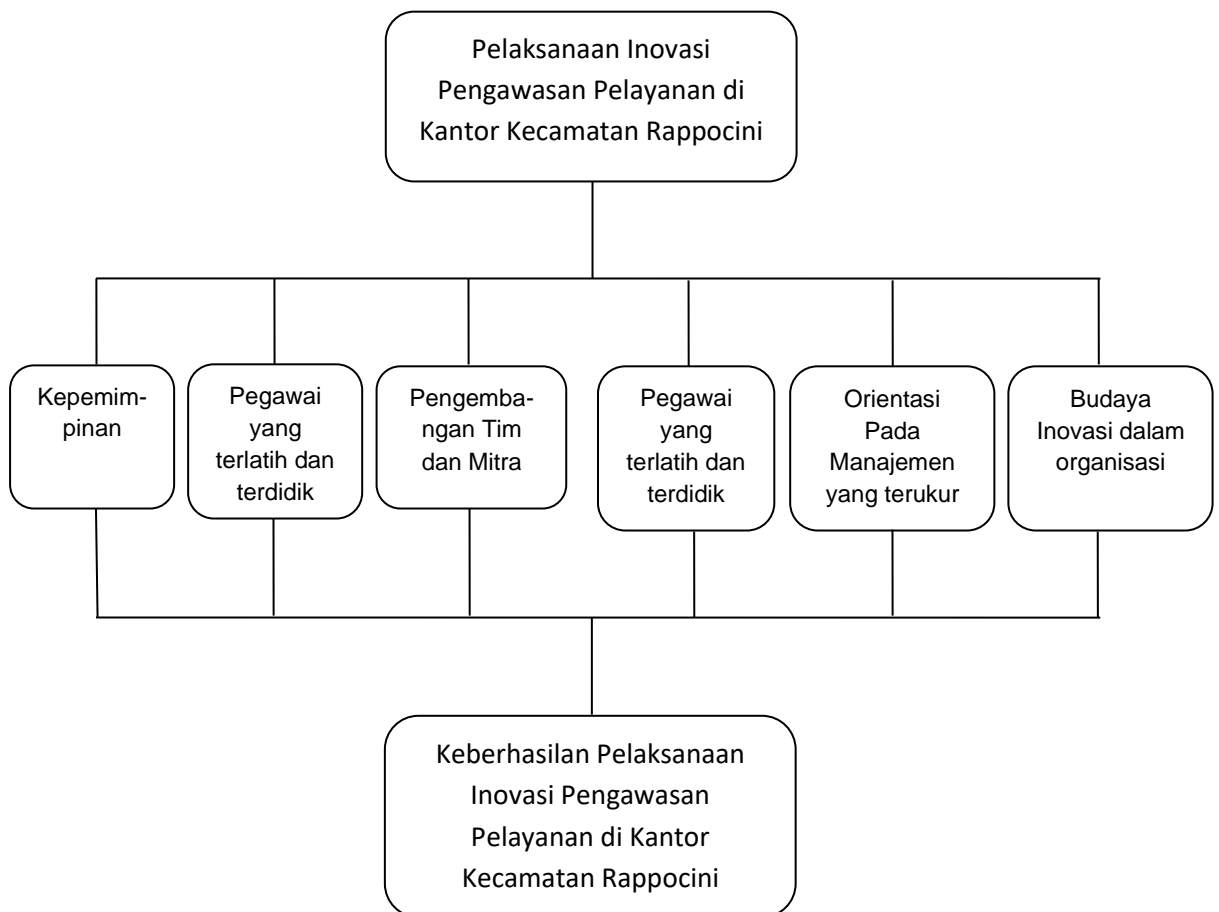 Pelaksanaan Inovasi
Pengawasan Pelayanan di
Kantor Kecamatan Rappocini
Kepemim-
pinan
Pegawai
yang
terlatih dan
terdidik
Pengemba-
ngan Tim
dan Mitra
Pegawai
yang
terlatih dan
terdidik
Orientasi
Pada
Manajemen
yang terukur
Budaya
Inovasi dalam
organisasi
Keberhasilan Pelaksanaan
Inovasi Pengawasan
Pelayanan di Kantor
Kecamatan Rappocini